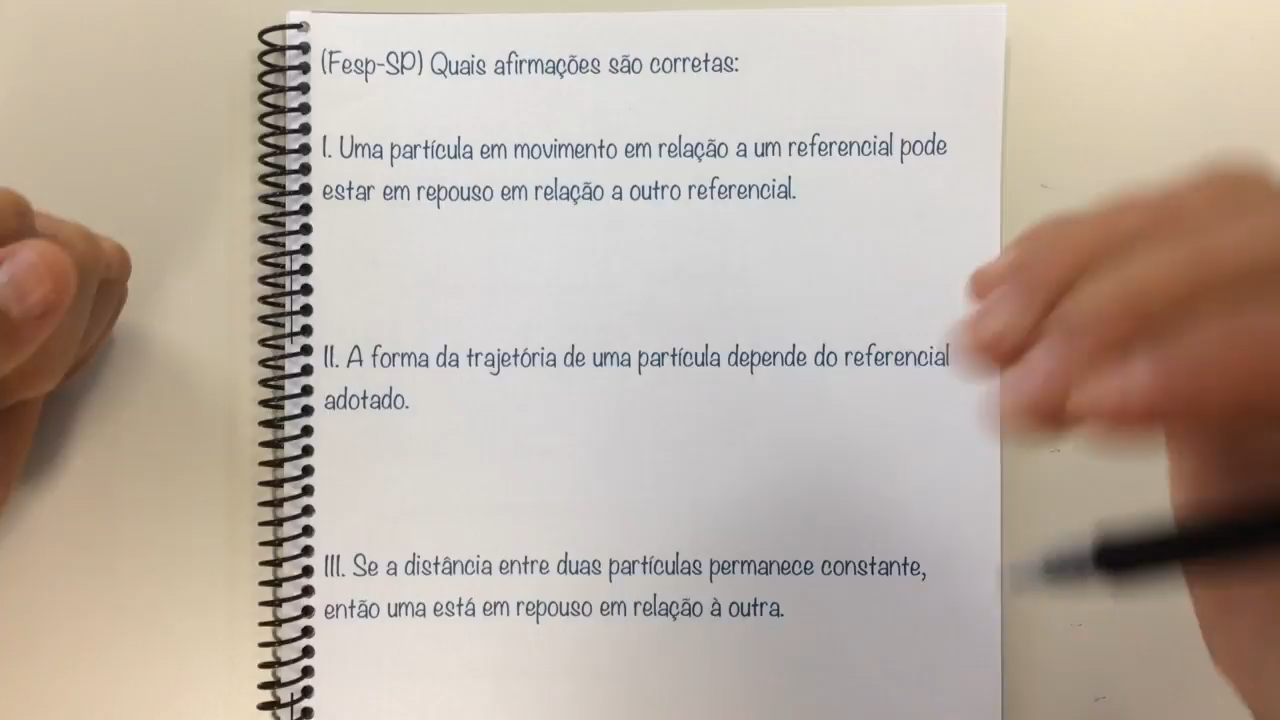 (Fesp-SP) Quais afirmações são corretas:
I. Uma partícula em movimento em relação a um referencial pode
estar em repouso em relação a outro referencial.
II. A forma da trajetória de uma partícula depende do referencial
adotado.
III. Se a distância entre duas partículas permanece constante,
então uma está em repouso em relação à outra.